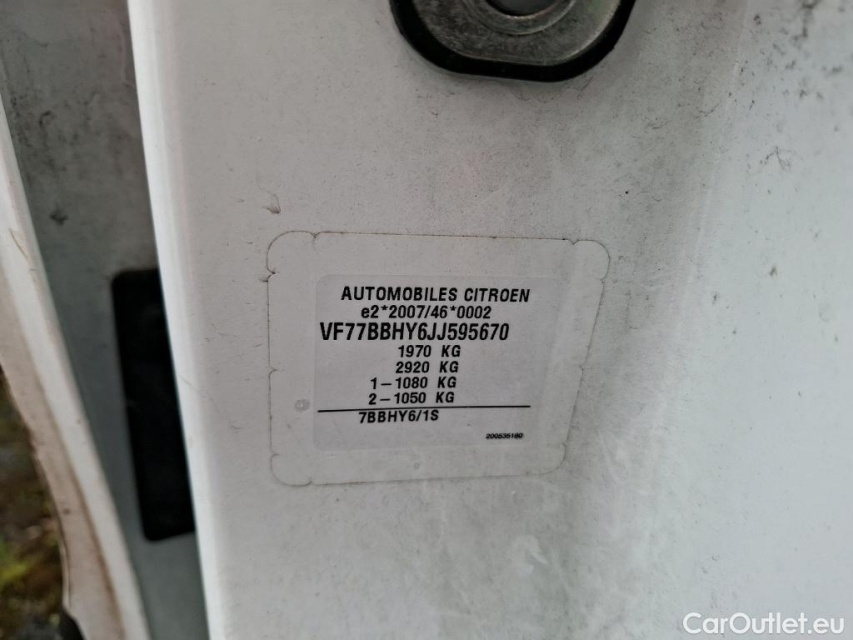 AUTOMOBILES CITROEN
e2*2007/46*0002
VF77BBHY6JJ595670
1970 KG
2920 KG
1-1080 KG
2-1050 KG
7BBHY6/1S
CarOutlet.eu